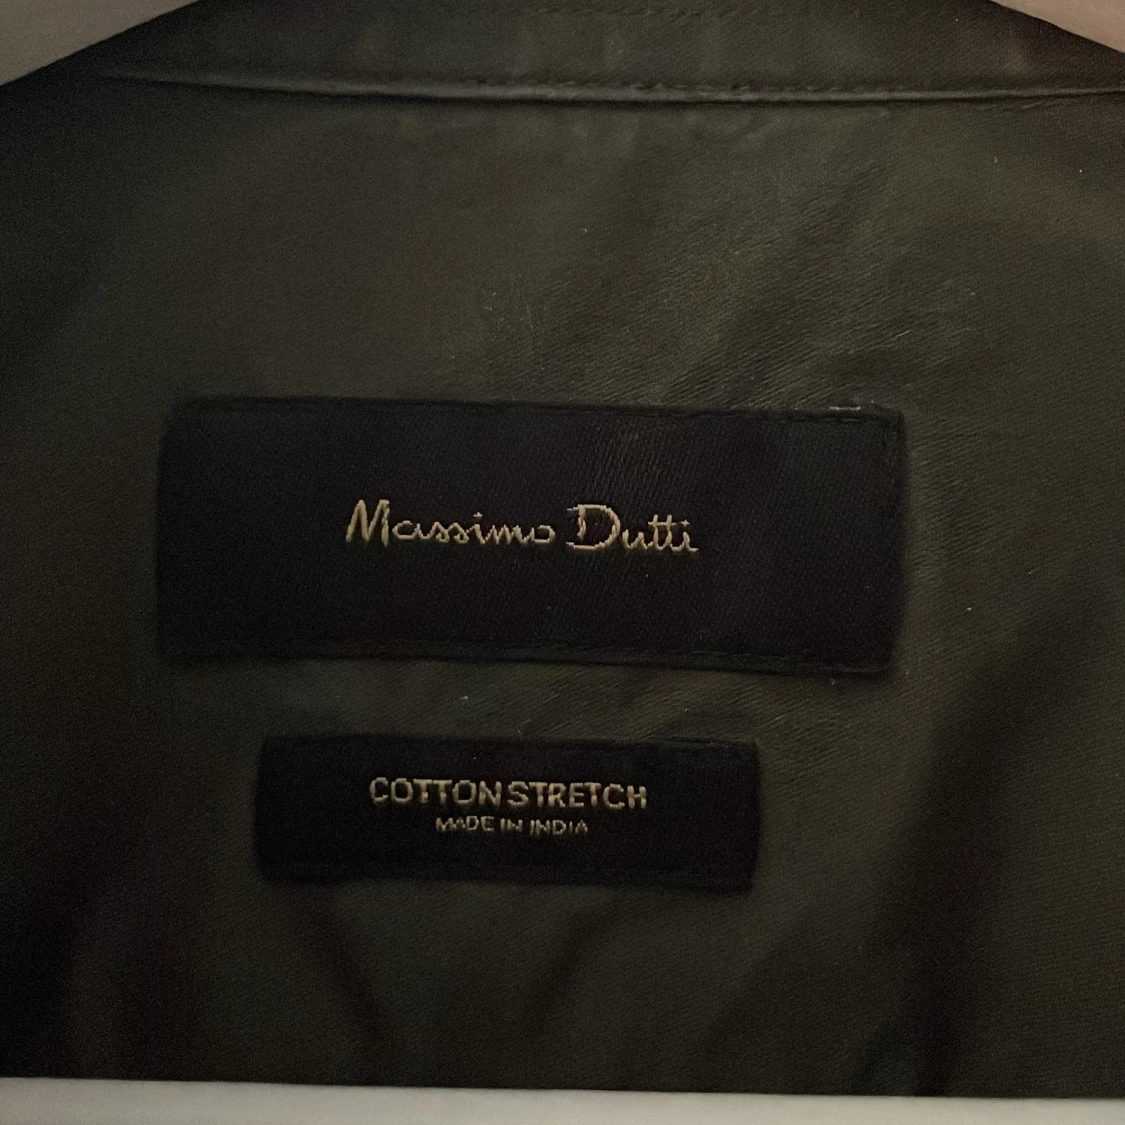 Massimo Dutti
COTTON STRETCH
MADE IN INDIA